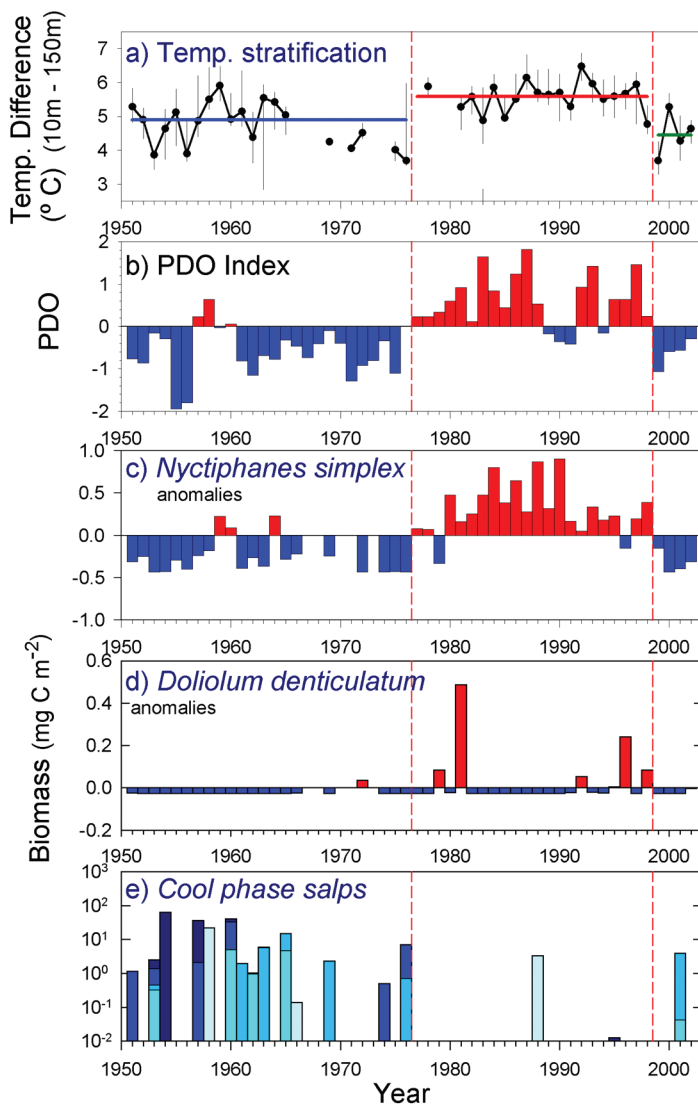 a) Temp. stratification
Temp. Difference
(º C) (10m - 150m)
7
6
5
4
3
1950 1960 1970 1980 1990 2000
b) PDO Index
PDO
2
1
0
-1
-2
1950 1960 1970 1980 1990 2000
c) Nyctiphanes simplex
anomalies
1.0
0.5
0.0
-0.5
-1.0
1950 1960 1970 1980 1990 2000
Biomass (mg C m-2)
d) Doliolum denticulatum
anomalies
0.6
0.4
0.2
0.0
-0.2
1950 1960 1970 1980 1990 2000
e) Cool phase salps
10³
10²
10¹
10⁰
10⁻¹
10⁻²
1950 1960 1970 1980 1990 2000
Year